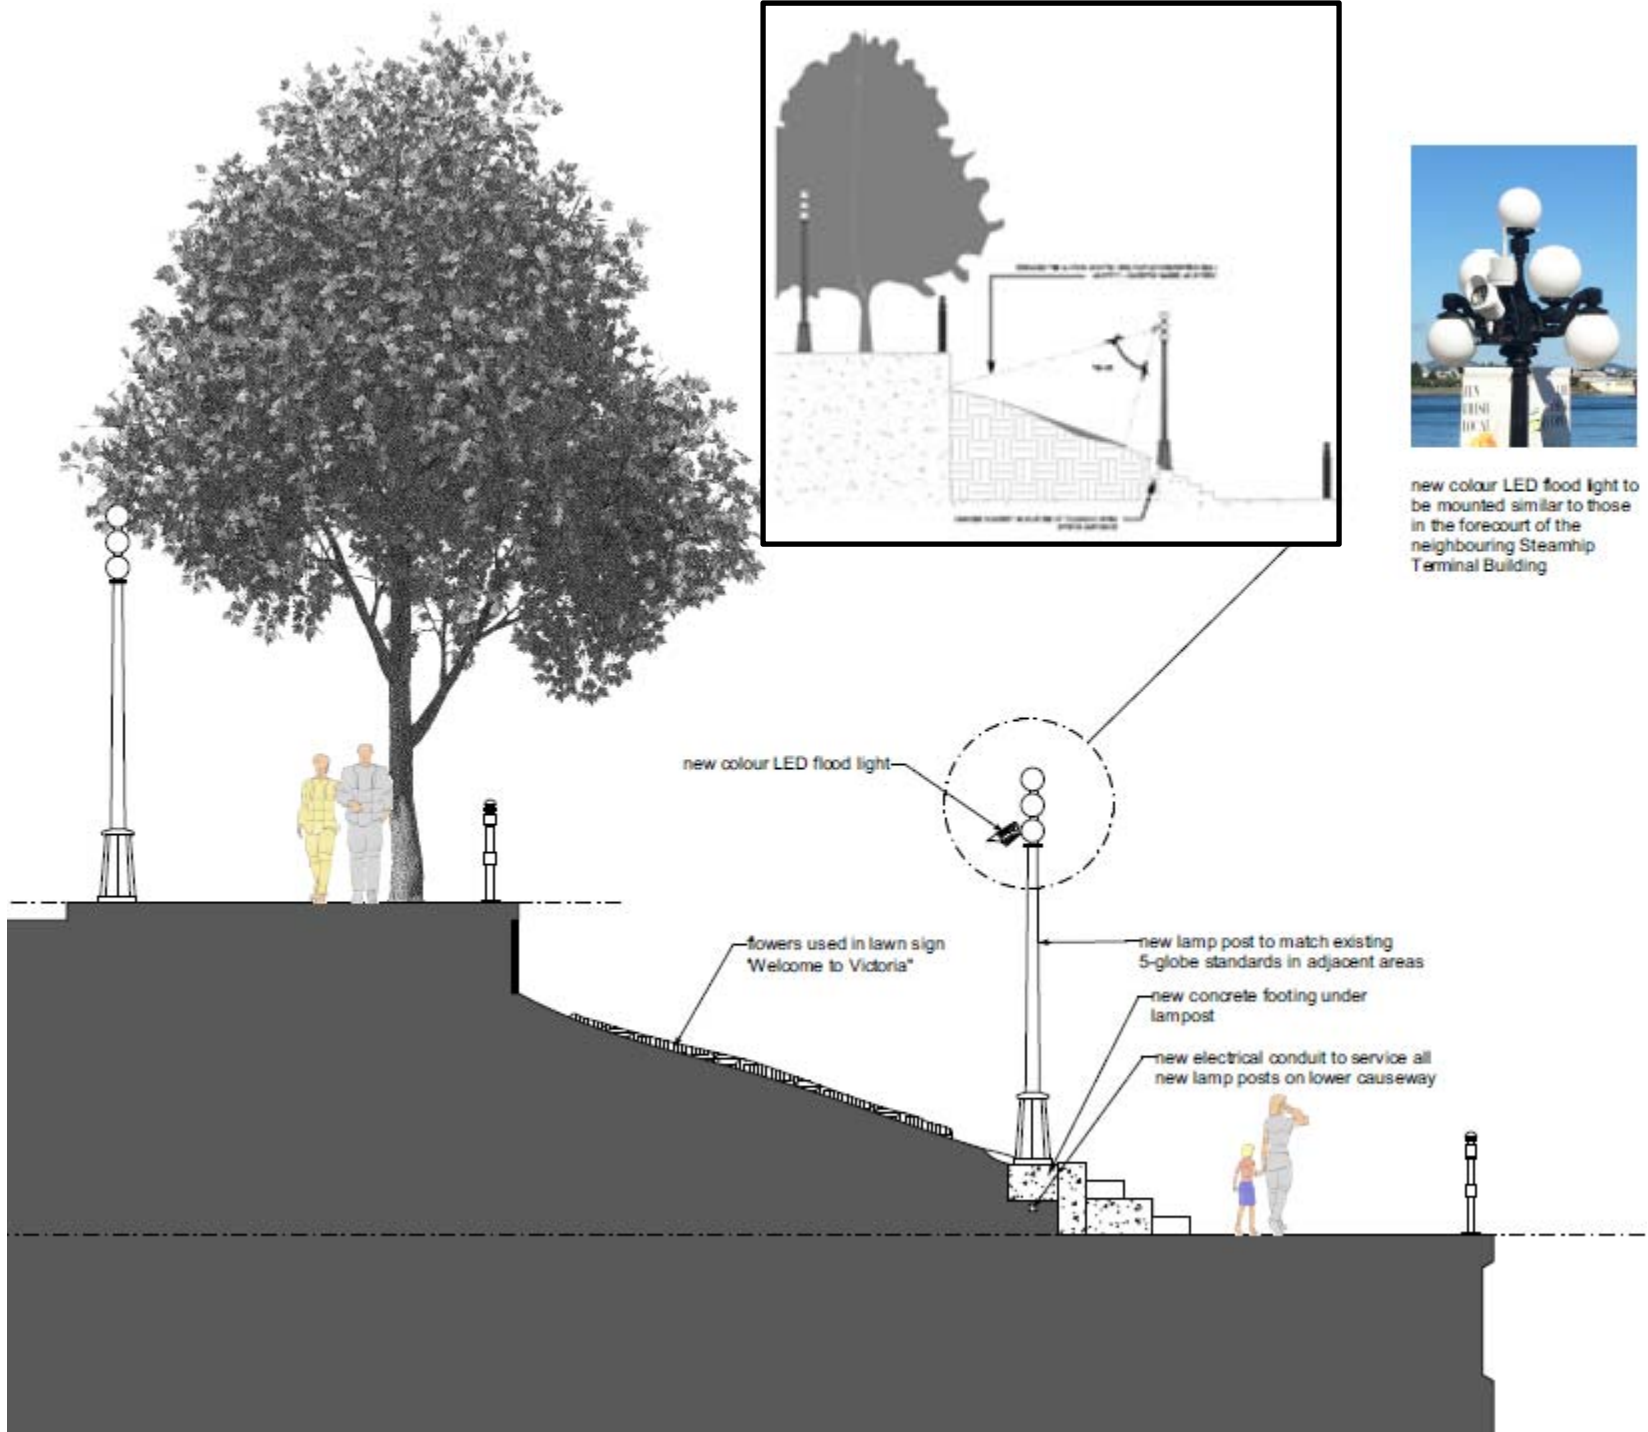 new colour LED flood light to
be mounted similar to those
in the forecourt of the
neighbouring Steamhip
Terminal Building
new colour LED flood light
flowers used in lawn sign
"Welcome to Victoria"
new lamp post to match existing
5-globe standards in adjacent areas
new concrete footing under
lampost
new electrical conduit to service all
new lamp posts on lower causeway